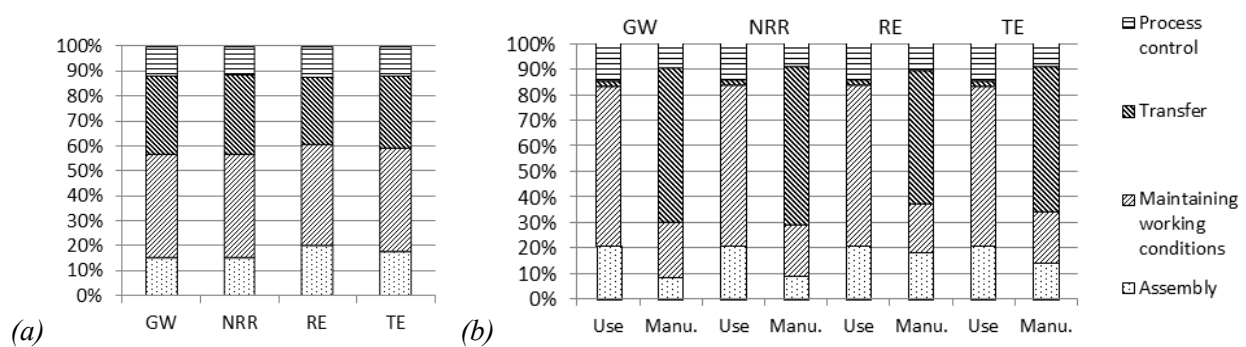 100%
90%
80%
70%
60%
50%
40%
30%
20%
10%
0%
GW NRR RE TE
(a)
GW NRR RE TE
100%
90%
80%
70%
60%
50%
40%
30%
20%
10%
0%
Use Manu. Use Manu. Use Manu. Use Manu.
(b)
Process
control
Transfer
Maintaining
working
conditions
Assembly